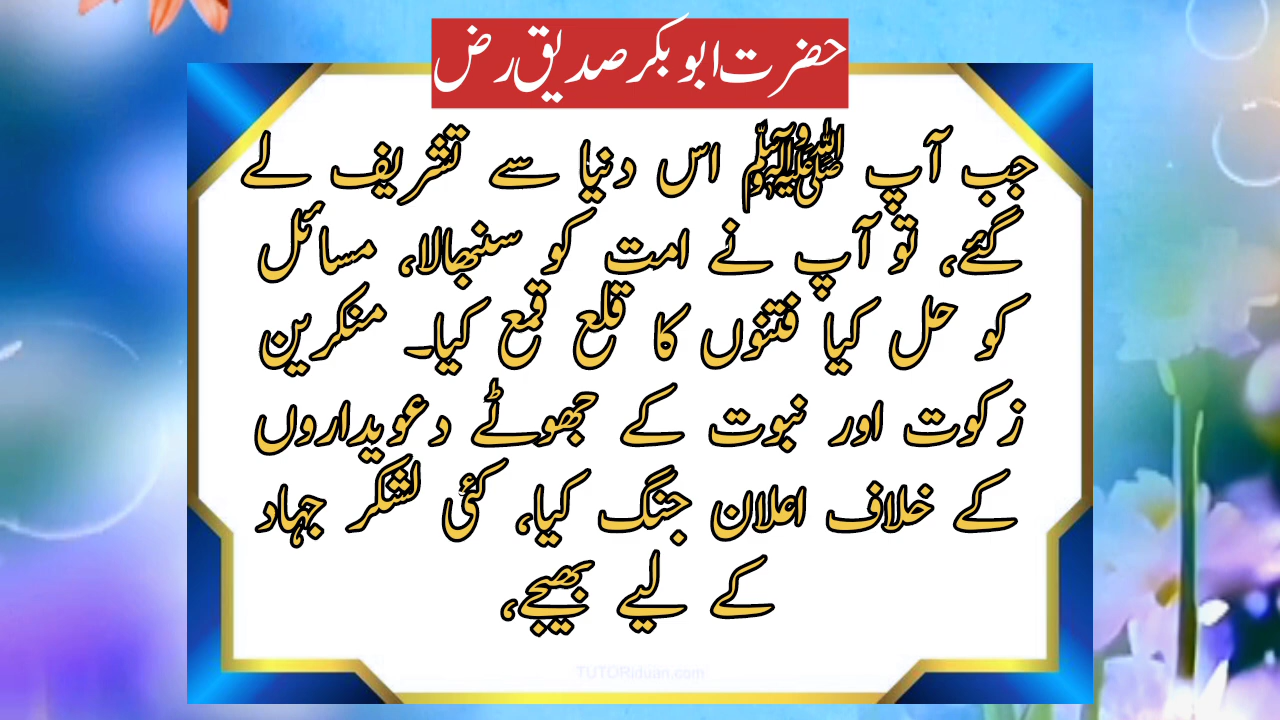 حضرت ابو بکر صدیق رض
جب آپ ﷺ اس دنیا سے تشریف لے
گئے، تو آپ نے امت کو سنبھالا، مسائل
کو حل کیا فتنوں کا قلع قمع کیا۔ منکرین
زکوت اور نبوت کے جھوٹے دعویداروں
کے خلاف اعلان جنگ کیا، کئی لشکر جہاد
کے لیے بھیجے،
TUTORiduan.com